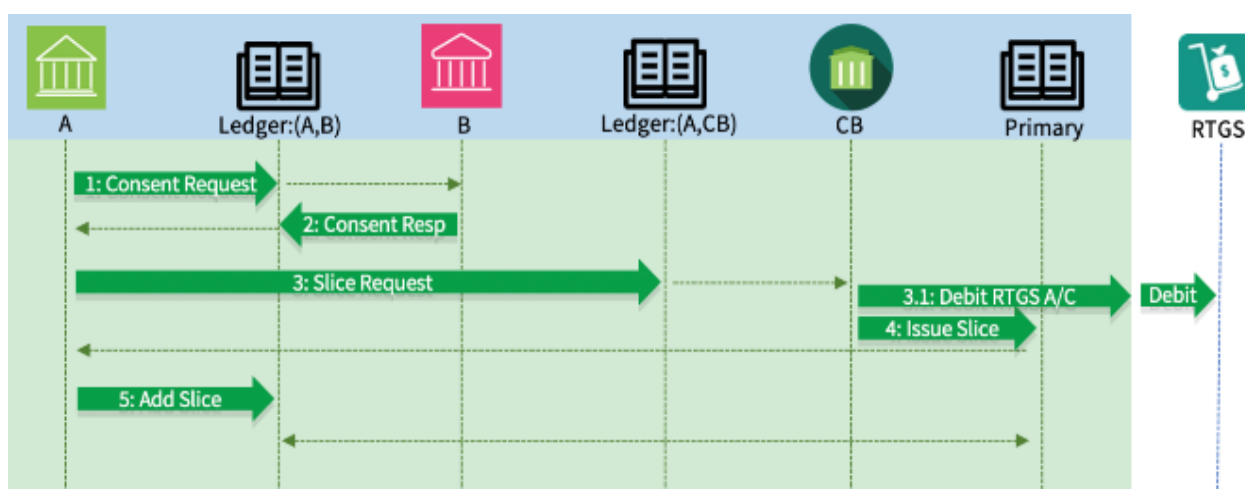 A
Ledger:(A,B)
B
Ledger:(A,CB)
CB
Primary
RTGS
1: Consent Request
2: Consent Resp
3: Slice Request
3.1: Debit RTGS A/C
Debit
4: Issue Slice
5: Add Slice